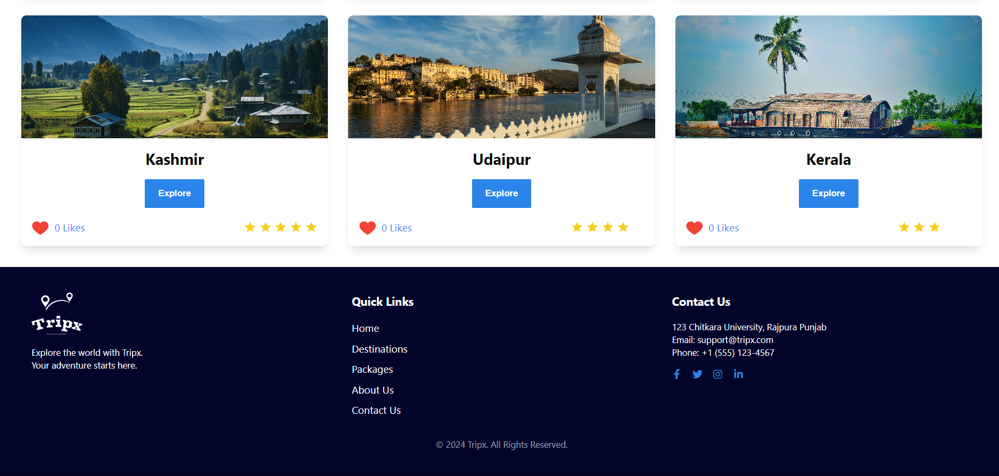 Kashmir
Explore
0 Likes
Udaipur
Explore
0 Likes
Kerala
Explore
0 Likes
Tripx
Explore the world with Tripx.
Your adventure starts here.
Quick Links
Home
Destinations
Packages
About Us
Contact Us
Contact Us
123 Chitkara University, Rajpura Punjab
Email: support@tripx.com
Phone: +1 (555) 123-4567
© 2024 Tripx. All Rights Reserved.